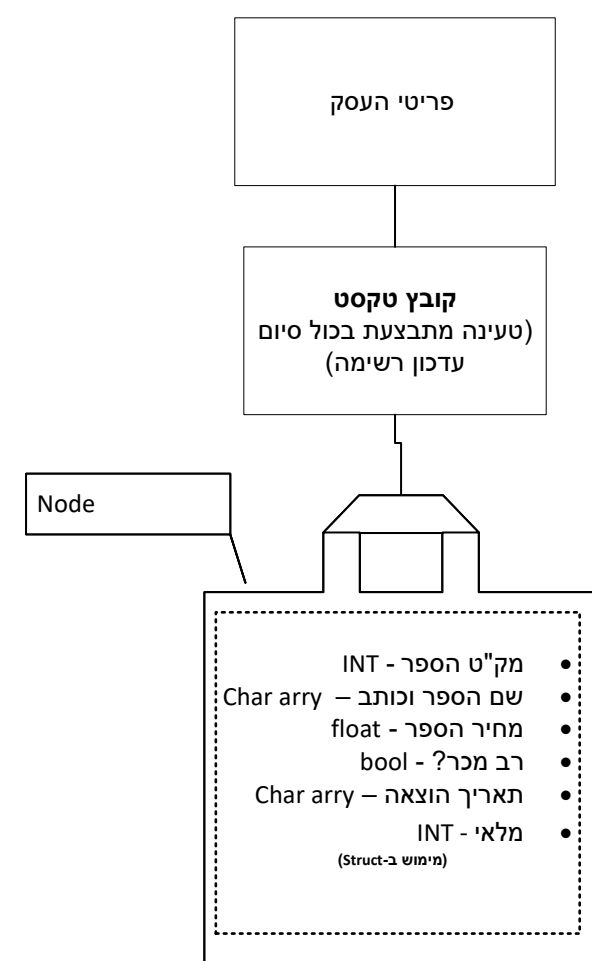 פריטי העסק
קובץ טקסט
(טעינה מתבצעת בכול סיום
עדכון רשימה)
Node
• מק"ט הספר - INT
• שם הספר וכותב – Char arry
• מחיר הספר - float
• רב מכר? - bool
• תאריך הוצאה – Char arry
• מלאי - INT
(מימוש ב-Struct)